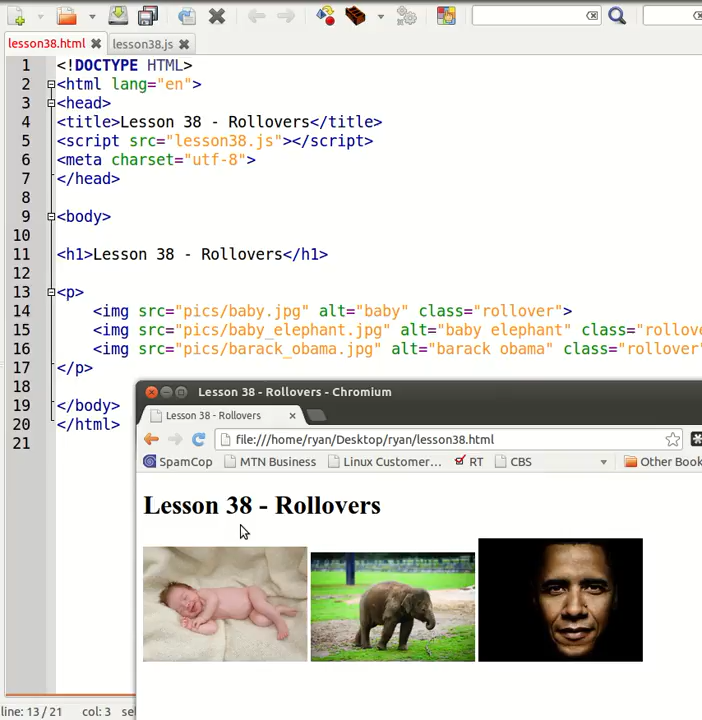 lesson38.html lesson38.js
1 <!DOCTYPE HTML>
2 <html lang="en">
3 <head>
4 <title>Lesson 38 - Rollovers</title>
5 <script src="lesson38.js"></script>
6 <meta charset="utf-8">
7 </head>
8
9 <body>
10
11 <h1>Lesson 38 - Rollovers</h1>
12
13 <p>
14 <img src="pics/baby.jpg" alt="baby" class="rollover">
15 <img src="pics/baby_elephant.jpg" alt="baby elephant" class="rollove
16 <img src="pics/barack_obama.jpg" alt="barack obama" class="rollover"
17 </p>
18
19 </body>
20 </html>
21
Lesson 38 - Rollovers - Chromium
Lesson 38 - Rollovers
file:///home/ryan/Desktop/ryan/lesson38.html
SpamCop MTN Business Linux Customer... RT CBS Other Book
Lesson 38 - Rollovers
line: 13 / 21 col: 3 sel